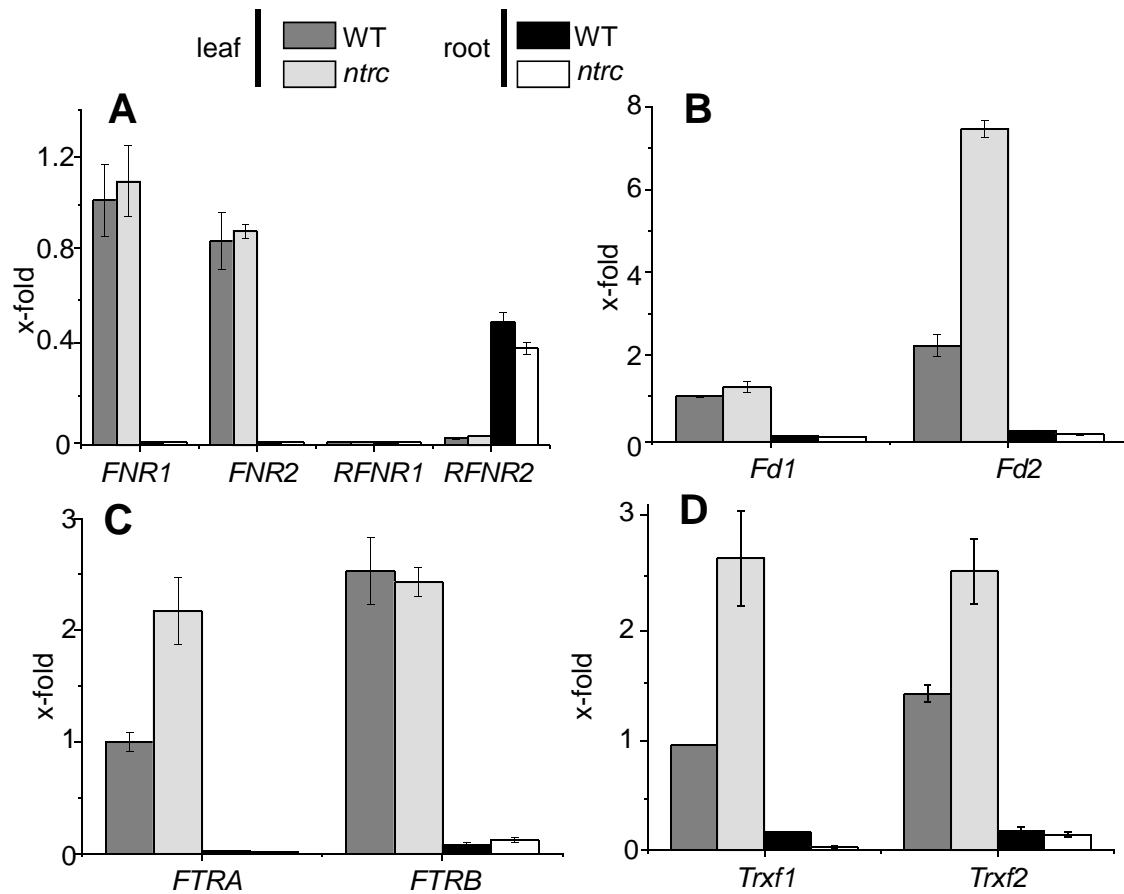 leaf WT root WT
ntrc ntrc
A
x-fold
1.2
0.8
0.4
0
FNR1 FNR2 RFNR1 RFNR2
B
x-fold
8
6
4
2
0
Fd1 Fd2
C
x-fold
3
2
1
0
FTRA FTRB
D
x-fold
3
2
1
0
Trxf1 Trxf2